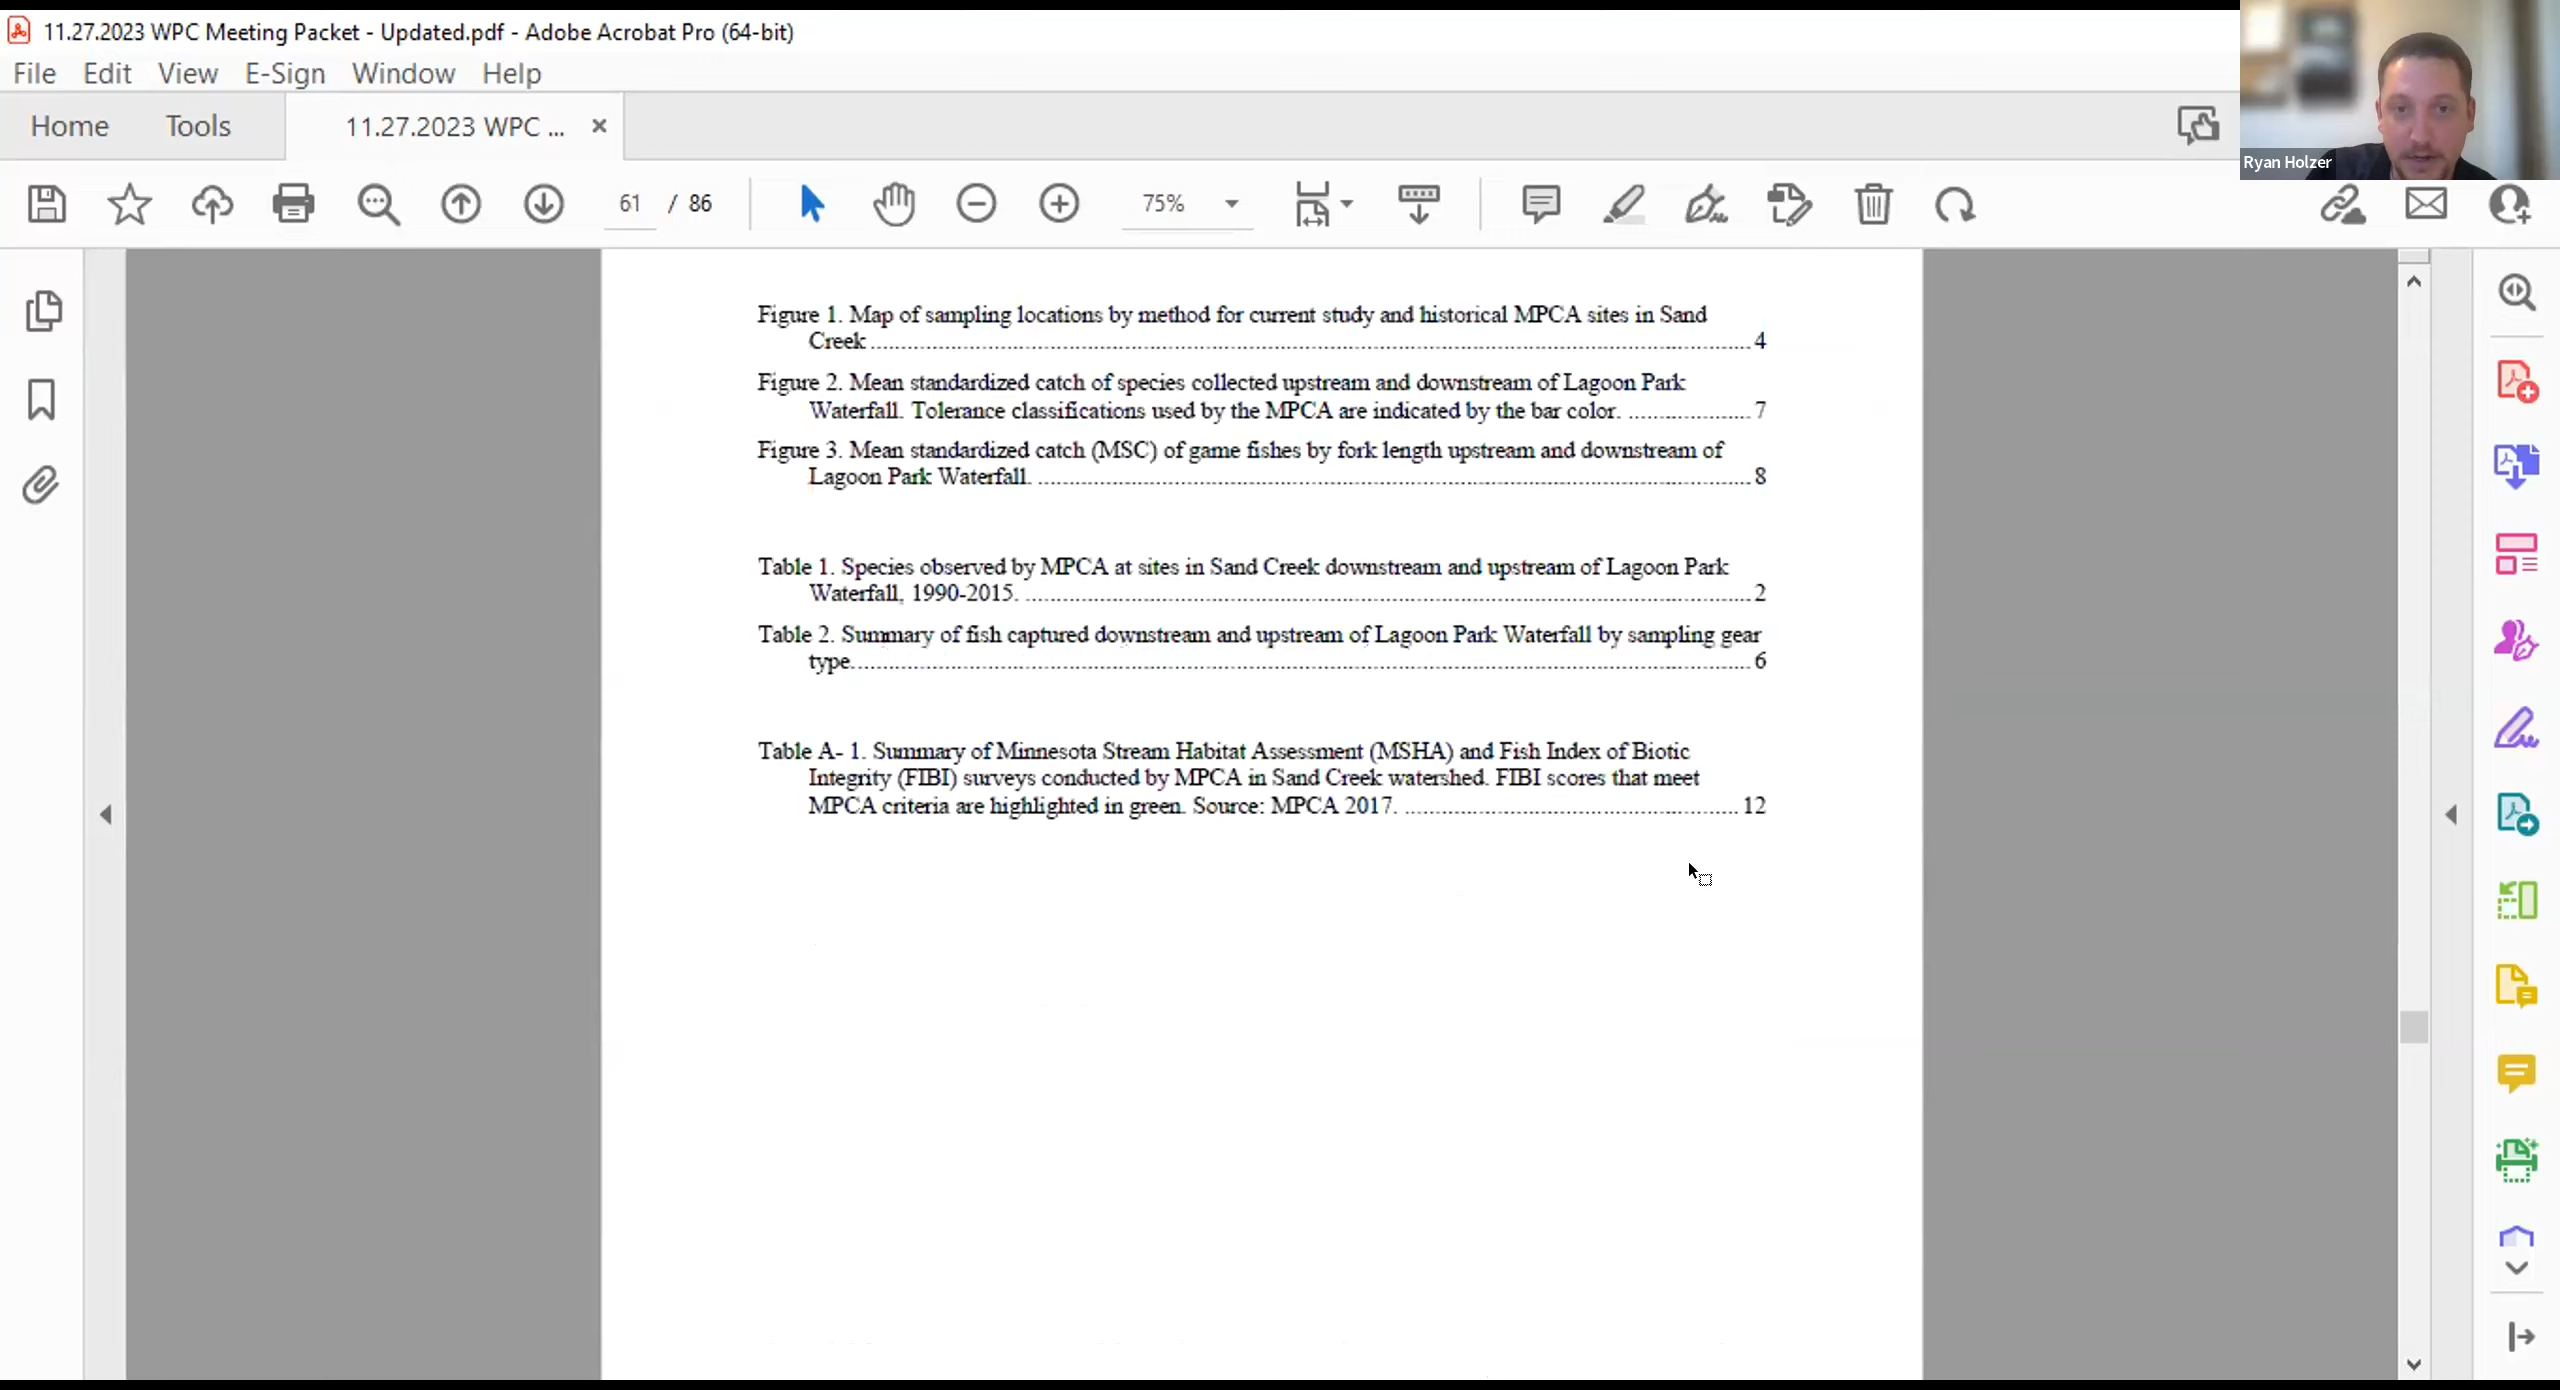 11.27.2023 WPC Meeting Packet - Updated.pdf - Adobe Acrobat Pro (64-bit)
File Edit View E-Sign Window Help
Home Tools 11.27.2023 WPC ...
Ryan Holzer
61 / 86 75%
Figure 1. Map of sampling locations by method for current study and historical MPCA sites in Sand
Creek ........................................ 4
Figure 2. Mean standardized catch of species collected upstream and downstream of Lagoon Park
Waterfall. Tolerance classifications used by the MPCA are indicated by the bar color. .................... 7
Figure 3. Mean standardized catch (MSC) of game fishes by fork length upstream and downstream of
Lagoon Park Waterfall. ........................................ 8
Table 1. Species observed by MPCA at sites in Sand Creek downstream and upstream of Lagoon Park
Waterfall, 1990-2015. ........................................ 2
Table 2. Summary of fish captured downstream and upstream of Lagoon Park Waterfall by sampling gear
type. ........................................ 6
Table A- 1. Summary of Minnesota Stream Habitat Assessment (MSHA) and Fish Index of Biotic
Integrity (FIBI) surveys conducted by MPCA in Sand Creek watershed. FIBI scores that meet
MPCA criteria are highlighted in green. Source: MPCA 2017. ........................................ 12